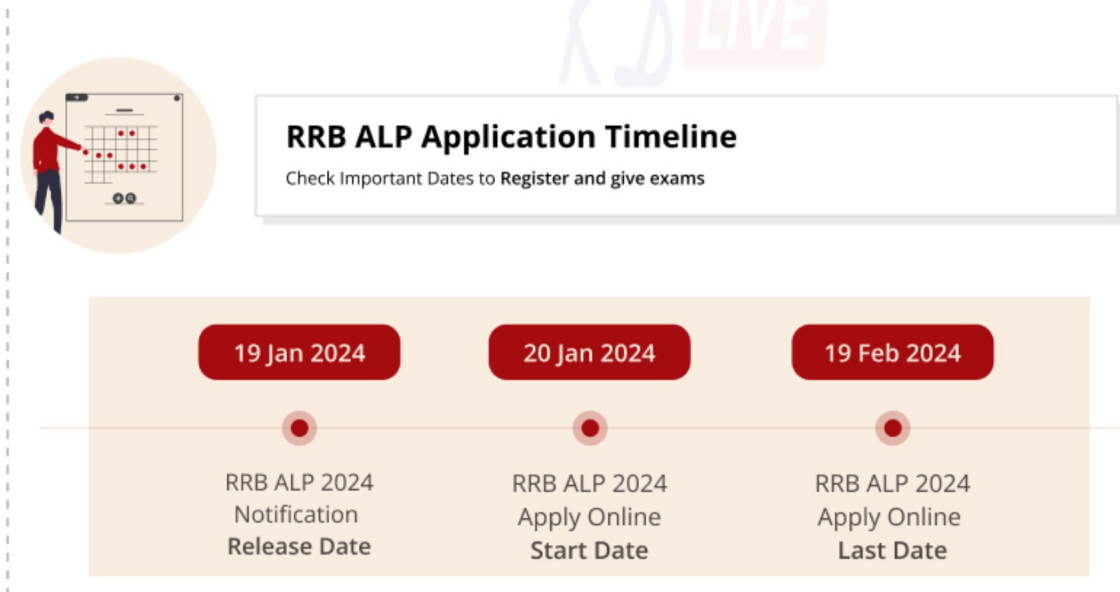 LIVE
RRB ALP Application Timeline
Check Important Dates to Register and give exams
19 Jan 2024
20 Jan 2024
19 Feb 2024
RRB ALP 2024
Notification
Release Date
RRB ALP 2024
Apply Online
Start Date
RRB ALP 2024
Apply Online
Last Date